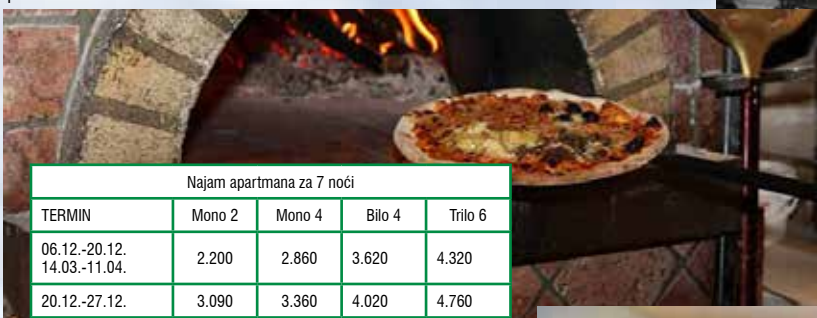 Najam apartmana za 7 noći
TERMIN Mono 2 Mono 4 Bilo 4 Trilo 6
06.12.-20.12.
14.03.-11.04. 2.200 2.860 3.620 4.320
20.12.-27.12. 3.090 3.360 4.020 4.760